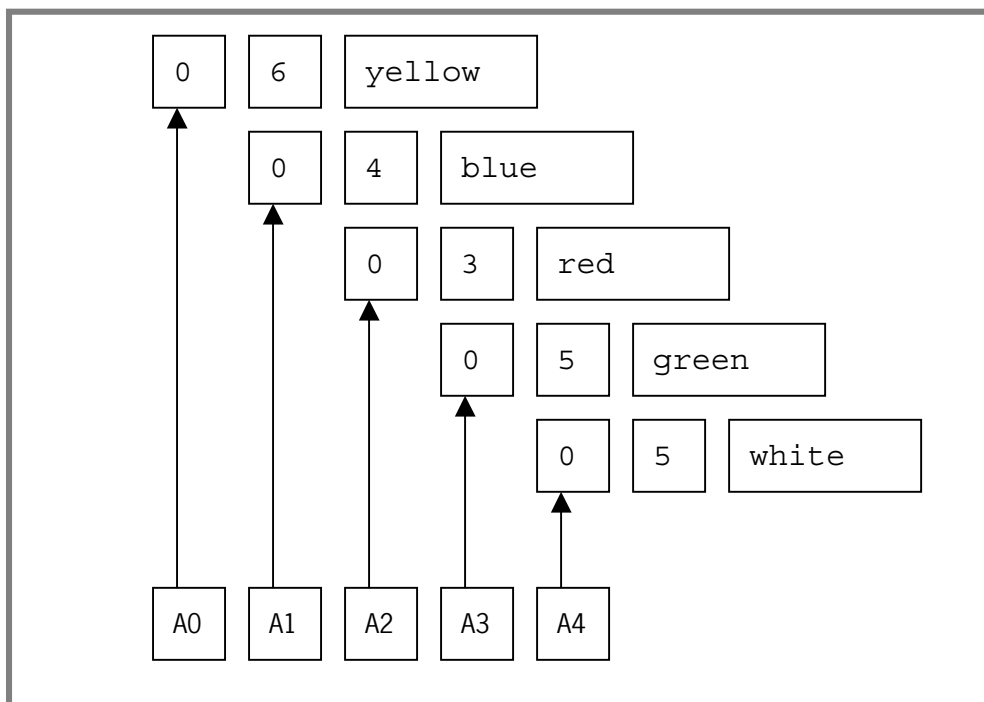 0 6 yellow
0 4 blue
0 3 red
0 5 green
0 5 white
A0 A1 A2 A3 A4